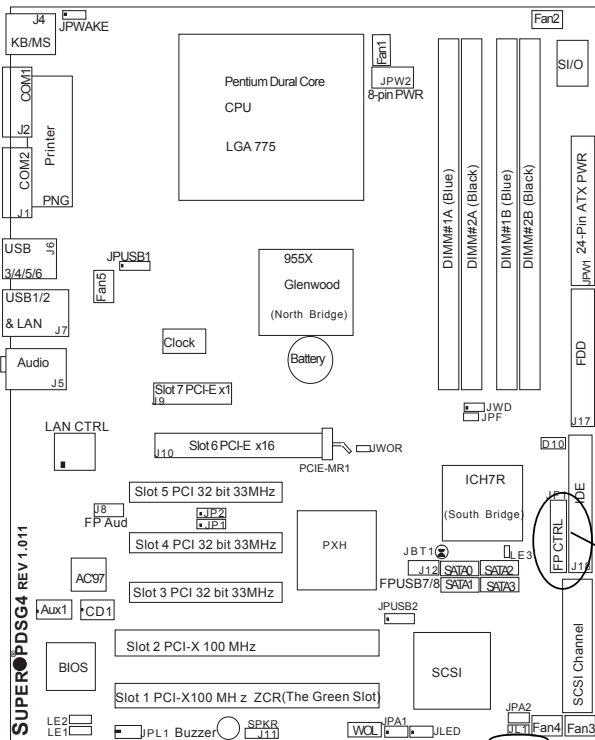 J4
KB/MS
JPWAKE
Fan2
Fan1
JPW2
8-pin PWR
SI/O
Pentium Dural Core
CPU
LGA 775
COM1
J2
Printer
COM2
J1
PNG
DIMM#1A (Blue)
DIMM#2A (Black)
DIMM#1B (Blue)
DIMM#2B (Black)
24-Pin ATX PWR
JPW1
USB
J6
3/4/5/6
JPUSB1
Fan5
USB1/2
& LAN
J7
955X
Glenwood
(North Bridge)
Clock
Battery
FDD
J17
Audio
J5
Slot 7 PCI-E x1
J9
JWD
JPF
LAN CTRL
J10
Slot 6 PCI-E x16
PCIE-MR1
JWOR
D10
IDE
JF1
FP CTRL
J18
ICH7R
(South Bridge)
Slot 5 PCI 32 bit 33MHz
J8
FP Aud
JP2
JP1
Slot 4 PCI 32 bit 33MHz
PXH
JBT1
LE3
J12
SATA0
SATA2
FPUSB7/8
SATA1
SATA3
AC'97
Slot 3 PCI 32 bit 33MHz
Aux1
CD1
JPUSB2
Slot 2 PCI-X 100 MHz
BIOS
SCSI
SCSI Channel
Slot 1 PCI-X100 MH z ZCR(The Green Slot)
SUPER PDSG4 REV 1.011
LE2
LE1
JPL1
Buzzer
SPKR
J11
WOL
JPA1
JLED
JPA2
JL1
Fan4
Fan3